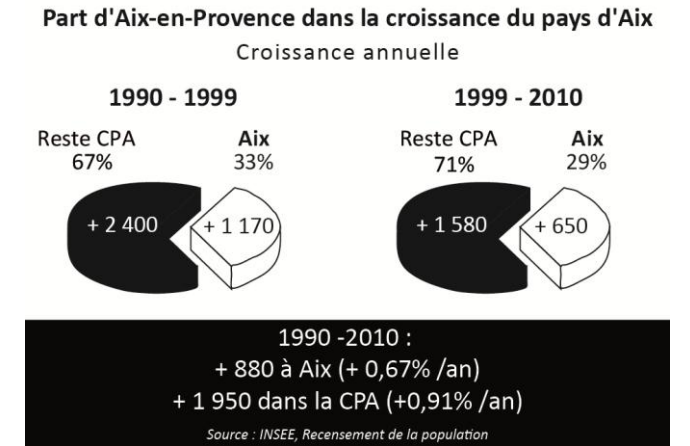 Part d'Aix-en-Provence dans la croissance du pays d'Aix
Croissance annuelle
1990 - 1999
Reste CPA
67%
Aix
33%
+ 2 400
+ 1 170
1999 - 2010
Reste CPA
71%
Aix
29%
+ 1 580
+ 650
1990 -2010 :
+ 880 à Aix (+ 0,67% /an)
+ 1 950 dans la CPA (+0,91% /an)
Source : INSEE, Recensement de la population